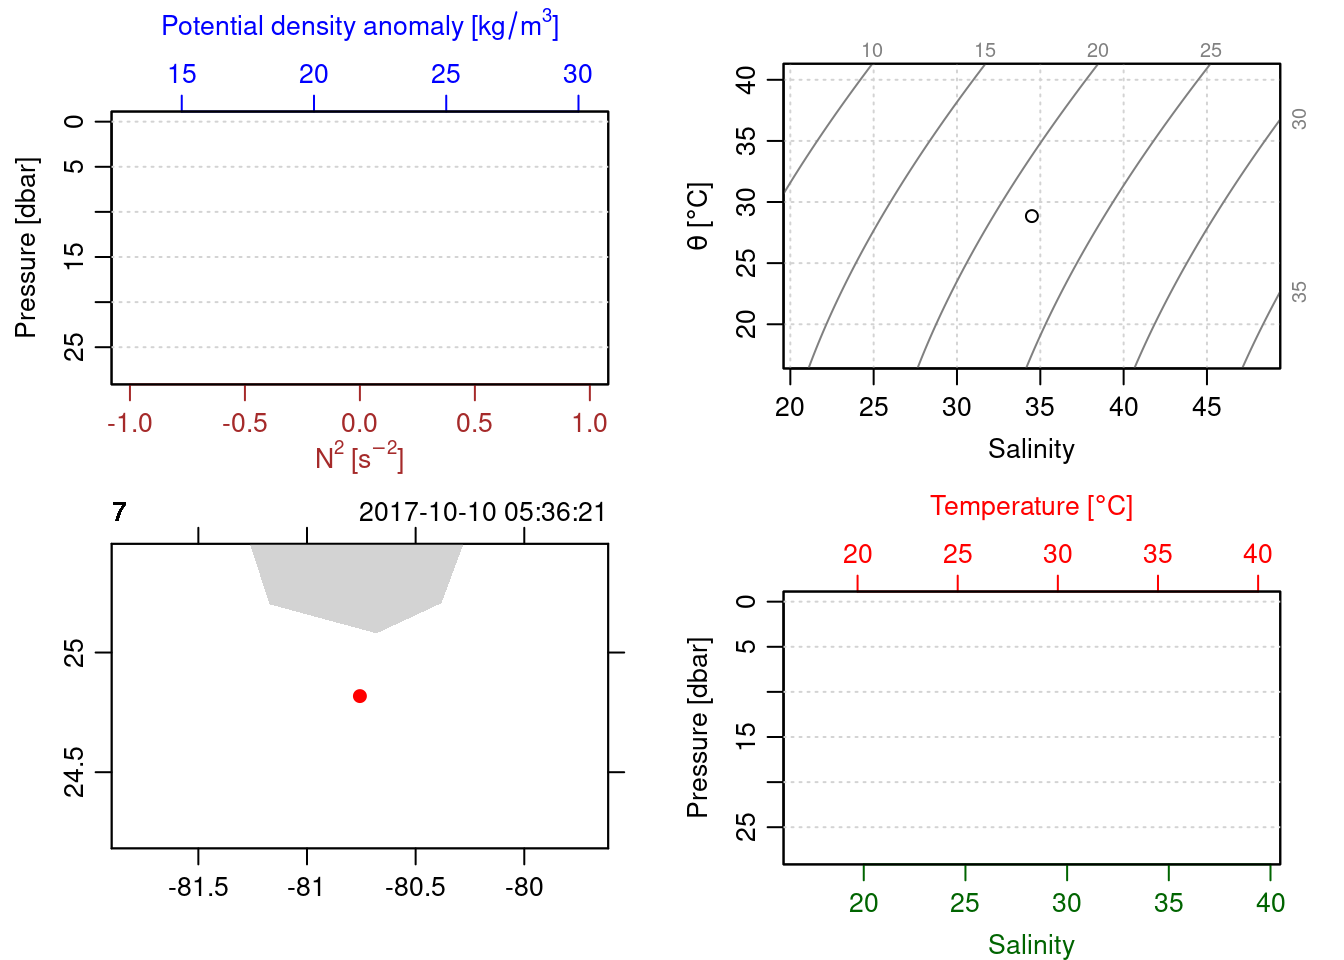 Potential density anomaly [kg/m³]
15 20 25 30
0
5
15
25
Pressure [dbar]
-1.0 -0.5 0.0 0.5 1.0
N² [s⁻²]
10 15 20 25
30
35
40
35
30
25
20
θ [°C]
20 25 30 35 40 45
Salinity
7 2017-10-10 05:36:21
25
24.5
-81.5 -81 -80.5 -80
Temperature [°C]
20 25 30 35 40
0
5
15
25
Pressure [dbar]
20 25 30 35 40
Salinity